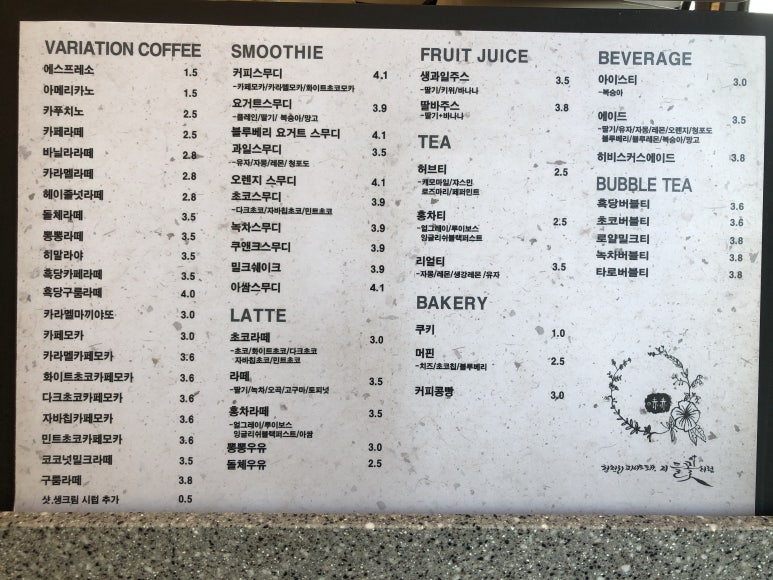 VARIATION COFFEE
에스프레소 1.5
아메리카노 1.5
카푸치노 2.5
카페라떼 2.5
바닐라라떼 2.8
카라멜라떼 2.8
헤이즐넛라떼 2.8
돌체라떼 3.5
뽕뽕라떼 3.5
히말라야 3.5
흑당카페라떼 3.5
흑당구룸라떼 4.0
카라멜마끼야또 3.0
카페모카 3.0
카라멜카페모카 3.6
화이트초코카페모카 3.6
다크초코카페모카 3.6
자바칩카페모카 3.6
민트초코카페모카 3.6
코코넛밀크라떼 3.5
구룸라떼 3.8
샷,생크림 시럽 추가 0.5
SMOOTHIE
커피스무디 4.1
-카페모카/카라멜모카/화이트초코모카
요거트스무디 3.9
-플레인/딸기/ 복숭아/망고
블루베리 요거트 스무디 4.1
과일스무디 3.5
-유자/자몽/레몬/청포도
오렌지 스무디 4.1
초코스무디 3.9
-다크초코/자바칩초코/민트초코
녹차스무디 3.9
쿠앤크스무디 3.9
밀크쉐이크 3.9
아쌈스무디 4.1
LATTE
초코라떼 3.0
-초코/화이트초코/다크초코
자바칩초코/민트초코
라떼 3.5
-딸기/녹차/오곡/고구마/토피넛
홍차라떼 3.5
-얼그레이/루이보스
잉글리쉬블랙퍼스트/아쌈
뽕뽕우유 3.0
돌체우유 2.5
FRUIT JUICE
생과일주스 3.5
-딸기/키위/바나나
딸바주스 3.8
-딸기+바나나
TEA
허브티 2.5
-캐모마일/쟈스민
로즈마리/페퍼민트
홍차티 2.5
-얼그레이/루이보스
잉글리쉬블랙퍼스트
리얼티 3.5
-자몽/레몬/생강레몬 /유자
BAKERY
쿠키 1.0
머핀 2.5
-치즈/초코칩/블루베리
커피콩빵 3.0
BEVERAGE
아이스티 3.0
-복숭아
에이드 3.5
-딸기/유자/자몽/레몬/오렌지/청포도
블루베리/블루레몬/복숭아/망고
히비스커스에이드 3.8
BUBBLE TEA
흑당버블티 3.6
초코버블티 3.6
로얄밀크티 3.8
녹차버블티 3.8
타로버블티 3.8